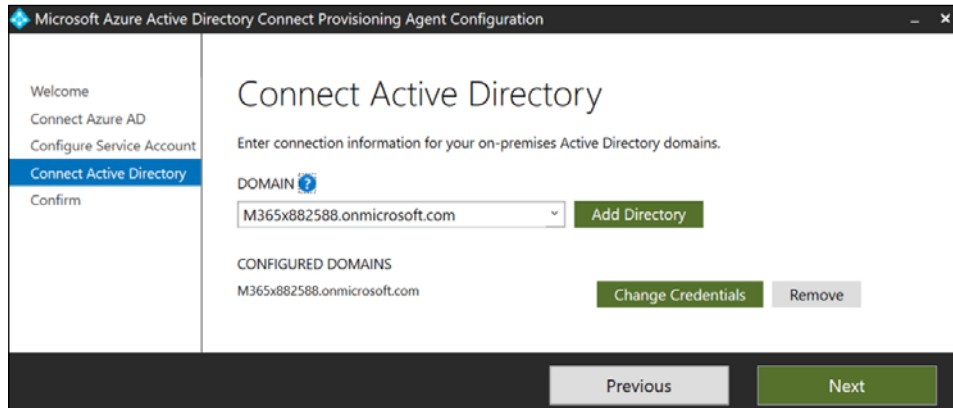 Microsoft Azure Active Directory Connect Provisioning Agent Configuration
Welcome
Connect Azure AD
Configure Service Account
Connect Active Directory
Confirm
Connect Active Directory
Enter connection information for your on-premises Active Directory domains.
DOMAIN ?
M365x882588.onmicrosoft.com
Add Directory
CONFIGURED DOMAINS
M365x882588.onmicrosoft.com
Change Credentials
Remove
Previous
Next